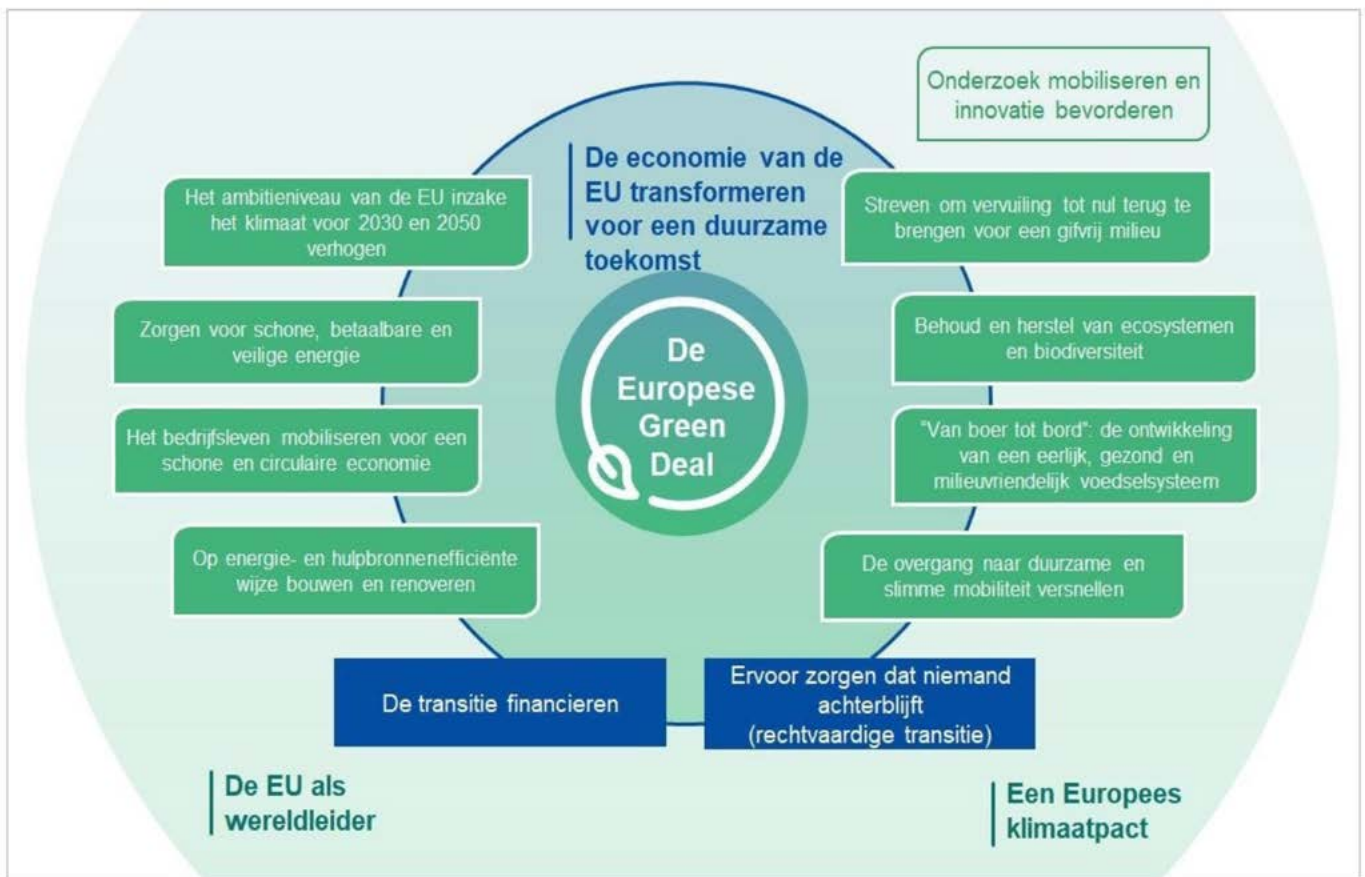 Onderzoek mobiliseren en
innovatie bevorderen
De economie van de
EU transformeren
voor een duurzame
toekomst
Het ambitieniveau van de EU inzake
het klimaat voor 2030 en 2050
verhogen
Zorgen voor schone, betaalbare en
veilige energie
Het bedrijfsleven mobiliseren voor een
schone en circulaire economie
Op energie- en hulpbronnenefficiënte
wijze bouwen en renoveren
De
Europese
Green
Deal
Streven om vervuiling tot nul terug te
brengen voor een gifvrij milieu
Behoud en herstel van ecosystemen
en biodiversiteit
"Van boer tot bord": de ontwikkeling
van een eerlijk, gezond en
milieuvriendelijk voedselsysteem
De overgang naar duurzame en
slimme mobiliteit versnellen
De transitie financieren
Ervoor zorgen dat niemand
achterblijft
(rechtvaardige transitie)
De EU als
wereldleider
Een Europees
klimaatpact